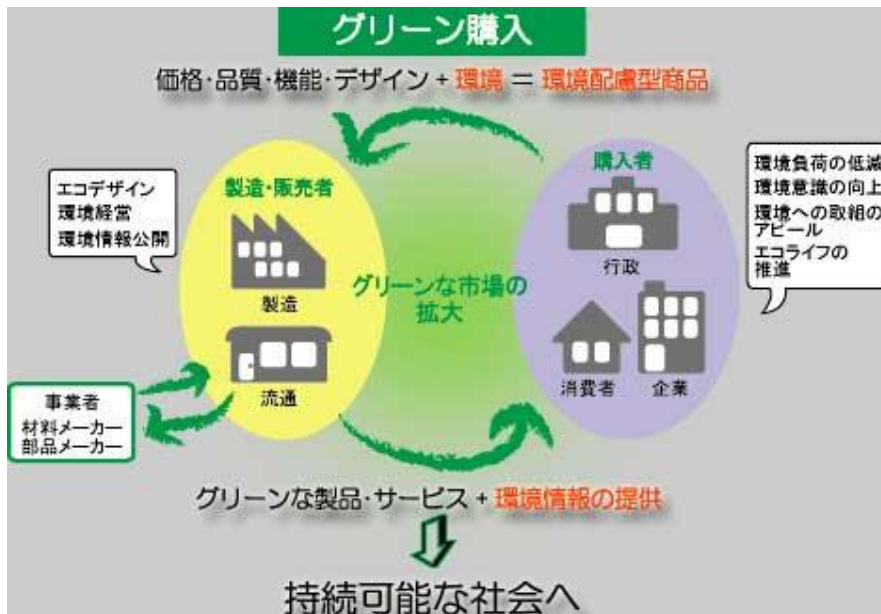 グリーン購入
価格・品質・機能・デザイン + 環境 = 環境配慮型商品
製造・販売者
購入者
エコデザイン
環境経営
環境情報公開
環境負荷の低減
環境意識の向上
環境への取組の
アピール
エコライフの
推進
製造
行政
グリーンな市場の
拡大
流通
消費者
企業
事業者
材料メーカー
部品メーカー
グリーンな製品・サービス + 環境情報の提供
持続可能な社会へ